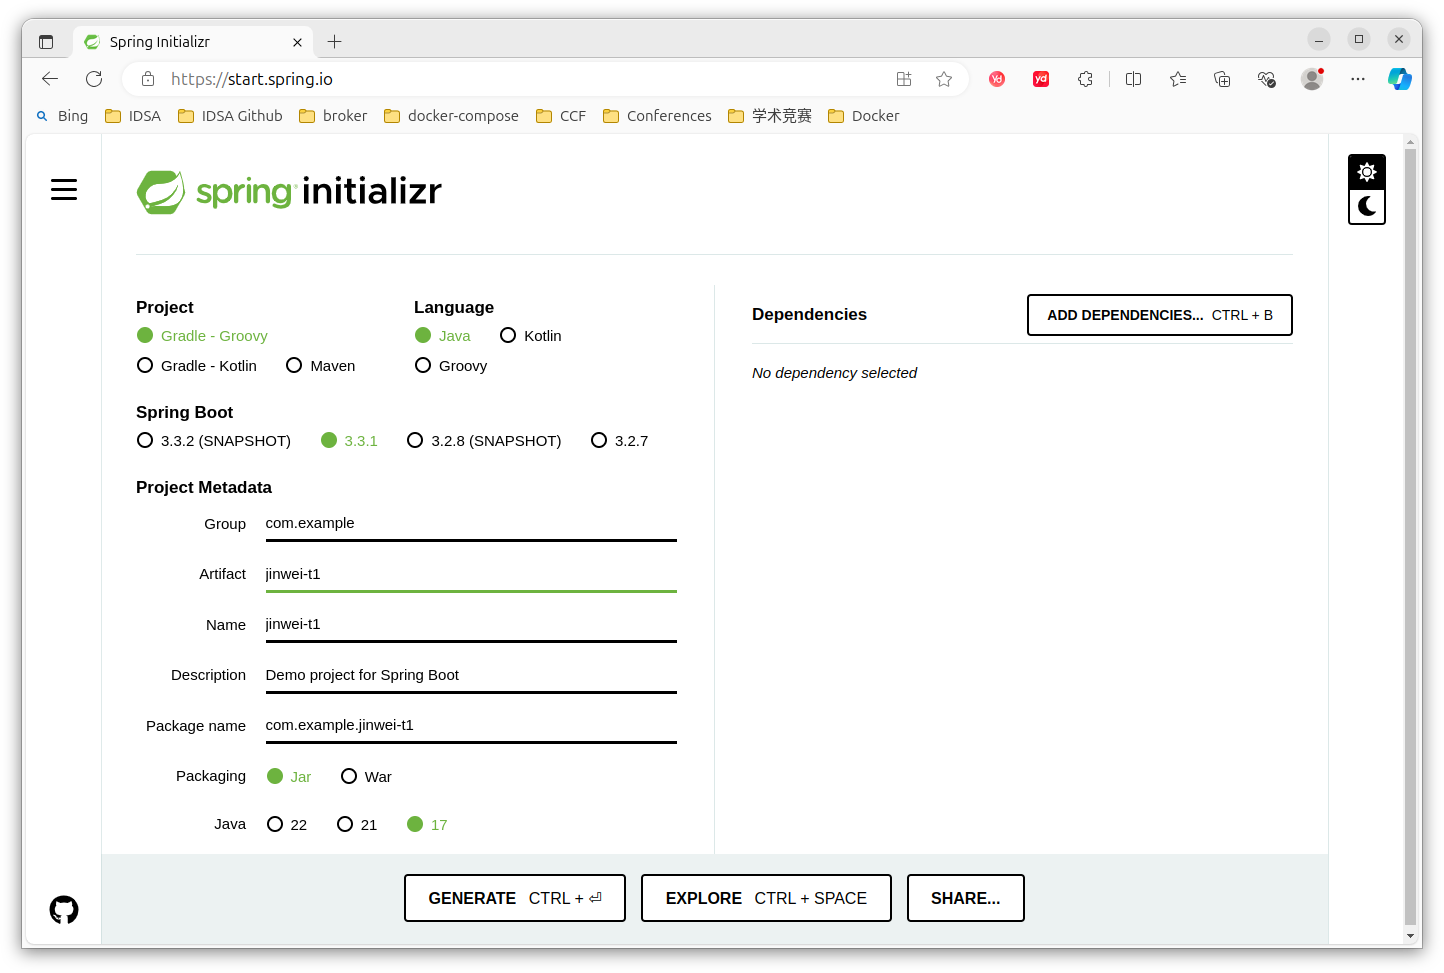 Spring Initializr
https://start.spring.io
Bing IDSA IDSA Github broker docker-compose CCF Conferences 学术竞赛 Docker
spring initializr
Project
Gradle - Groovy
Gradle - Kotlin Maven
Language
Java Kotlin
Groovy
Spring Boot
3.3.2 (SNAPSHOT) 3.3.1 3.2.8 (SNAPSHOT) 3.2.7
Project Metadata
Group com.example
Artifact jinwei-t1
Name jinwei-t1
Description Demo project for Spring Boot
Package name com.example.jinwei-t1
Packaging Jar War
Java 22 21 17
Dependencies
ADD DEPENDENCIES... CTRL + B
No dependency selected
GENERATE CTRL + ⏎
EXPLORE CTRL + SPACE
SHARE...